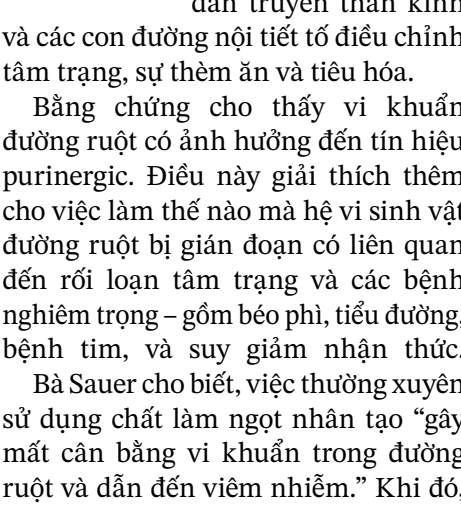 dẫn truyền thần kinh
và các con đường nội tiết tố điều chỉnh
tâm trạng, sự thèm ăn và tiêu hóa.
Bằng chứng cho thấy vi khuẩn
đường ruột có ảnh hưởng đến tín hiệu
purinergic. Điều này giải thích thêm
cho việc làm thế nào mà hệ vi sinh vật
đường ruột bị gián đoạn có liên quan
đến rối loạn tâm trạng và các bệnh
nghiêm trọng – gồm béo phì, tiểu đường,
bệnh tim, và suy giảm nhận thức.
Bà Sauer cho biết, việc thường xuyên
sử dụng chất làm ngọt nhân tạo “gây
mất cân bằng vi khuẩn trong đường
ruột và dẫn đến viêm nhiễm.” Khi đó,